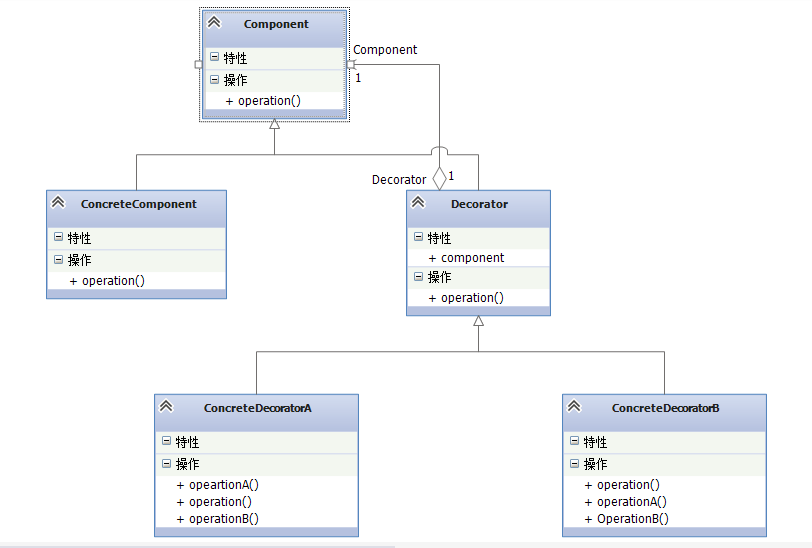 Component
特性
操作
+ operation()
Component
1
Decorator
1
ConcreteComponent
特性
操作
+ operation()
Decorator
特性
+ component
操作
+ operation()
ConcreteDecoratorA
特性
操作
+ opeartionA()
+ operation()
+ operationB()
ConcreteDecoratorB
特性
操作
+ operation()
+ operationA()
+ OperationB()